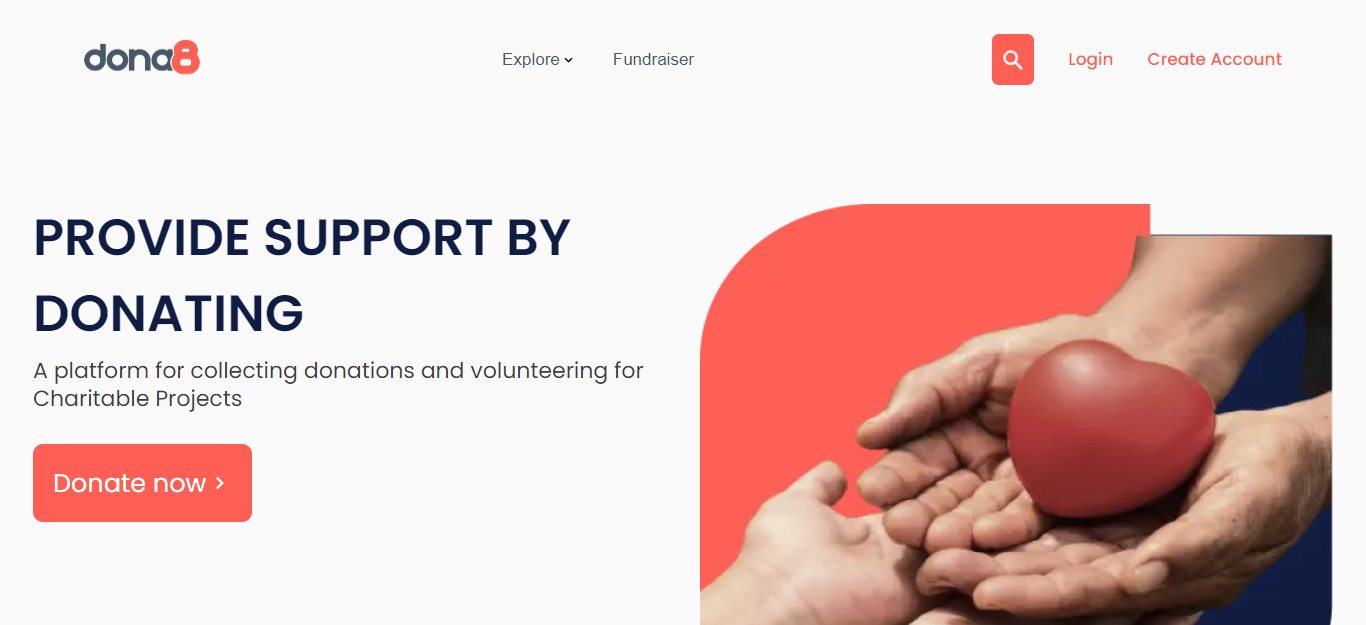 dona8
Explore
Fundraiser
Login
Create Account
PROVIDE SUPPORT BY
DONATING
A platform for collecting donations and volunteering for
Charitable Projects
Donate now